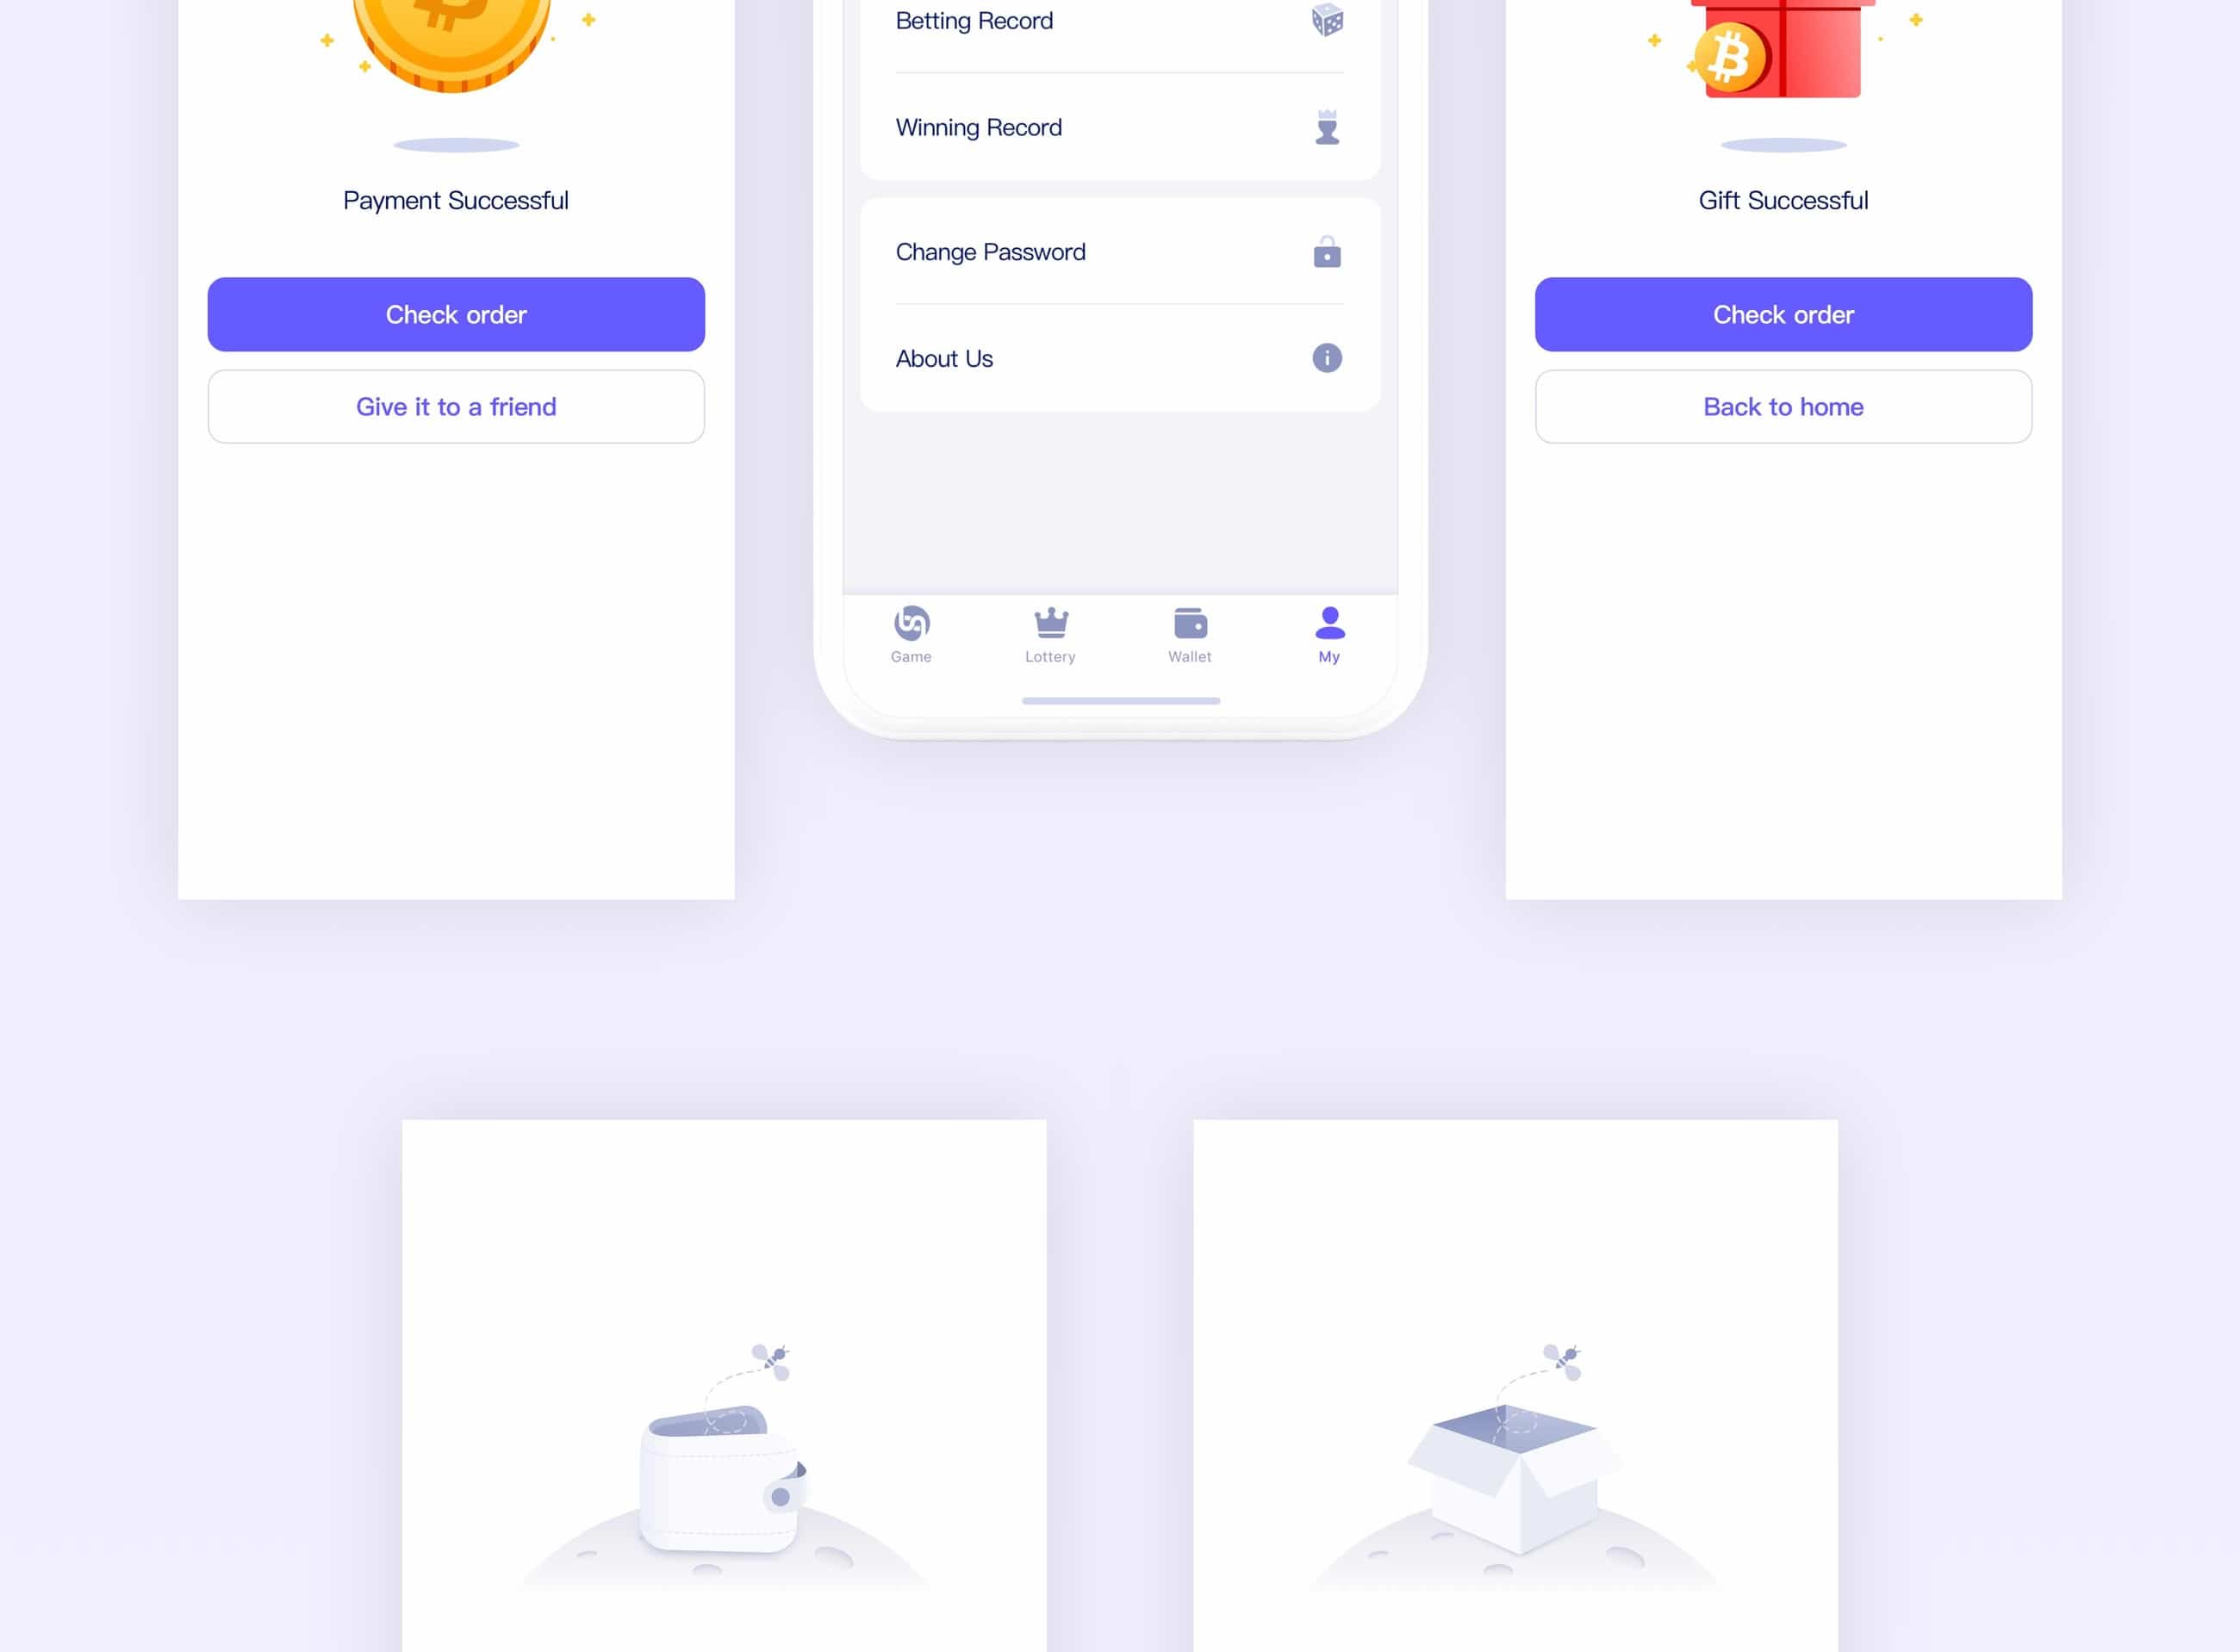 Payment Successful
Check order
Give it to a friend
Betting Record
Winning Record
Change Password
About Us
Game
Lottery
Wallet
My
Gift Successful
Check order
Back to home